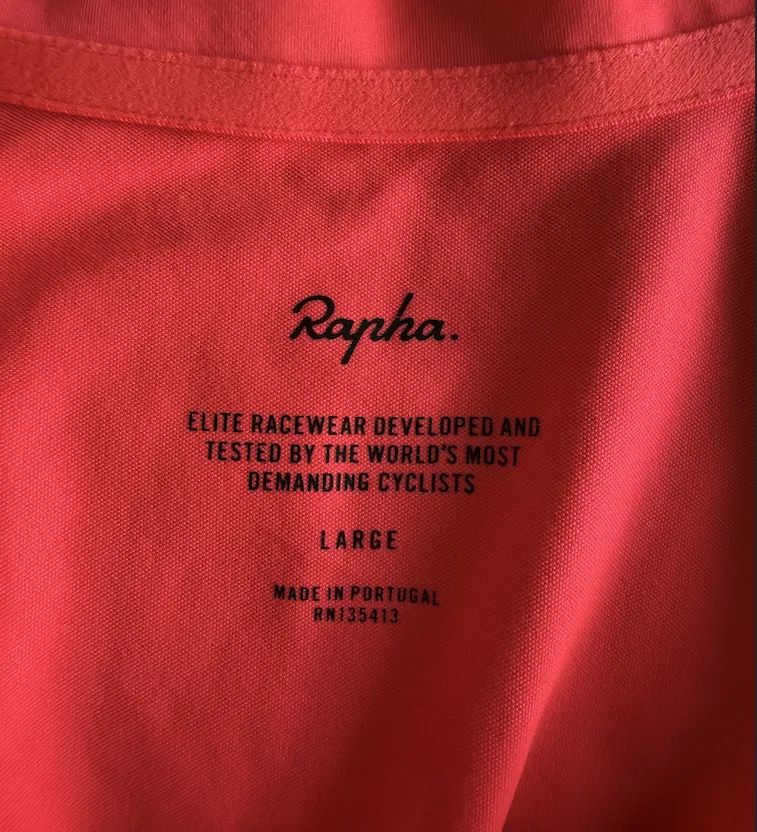 Rapha.
ELITE RACEWEAR DEVELOPED AND
TESTED BY THE WORLD'S MOST
DEMANDING CYCLISTS
LARGE
MADE IN PORTUGAL
RN135413